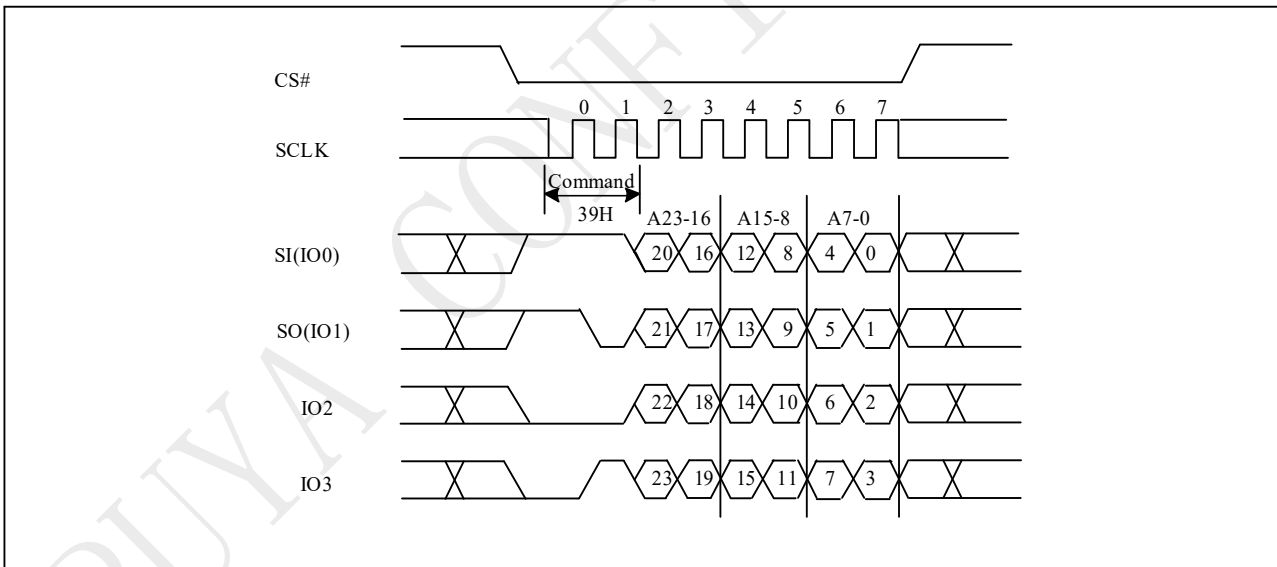 CS#
0 1 2 3 4 5 6 7
SCLK
Command
39H
A23-16 A15-8 A7-0
SI(IO0)
20 16 12 8 4 0
SO(IO1)
21 17 13 9 5 1
IO2
22 18 14 10 6 2
IO3
23 19 15 11 7 3